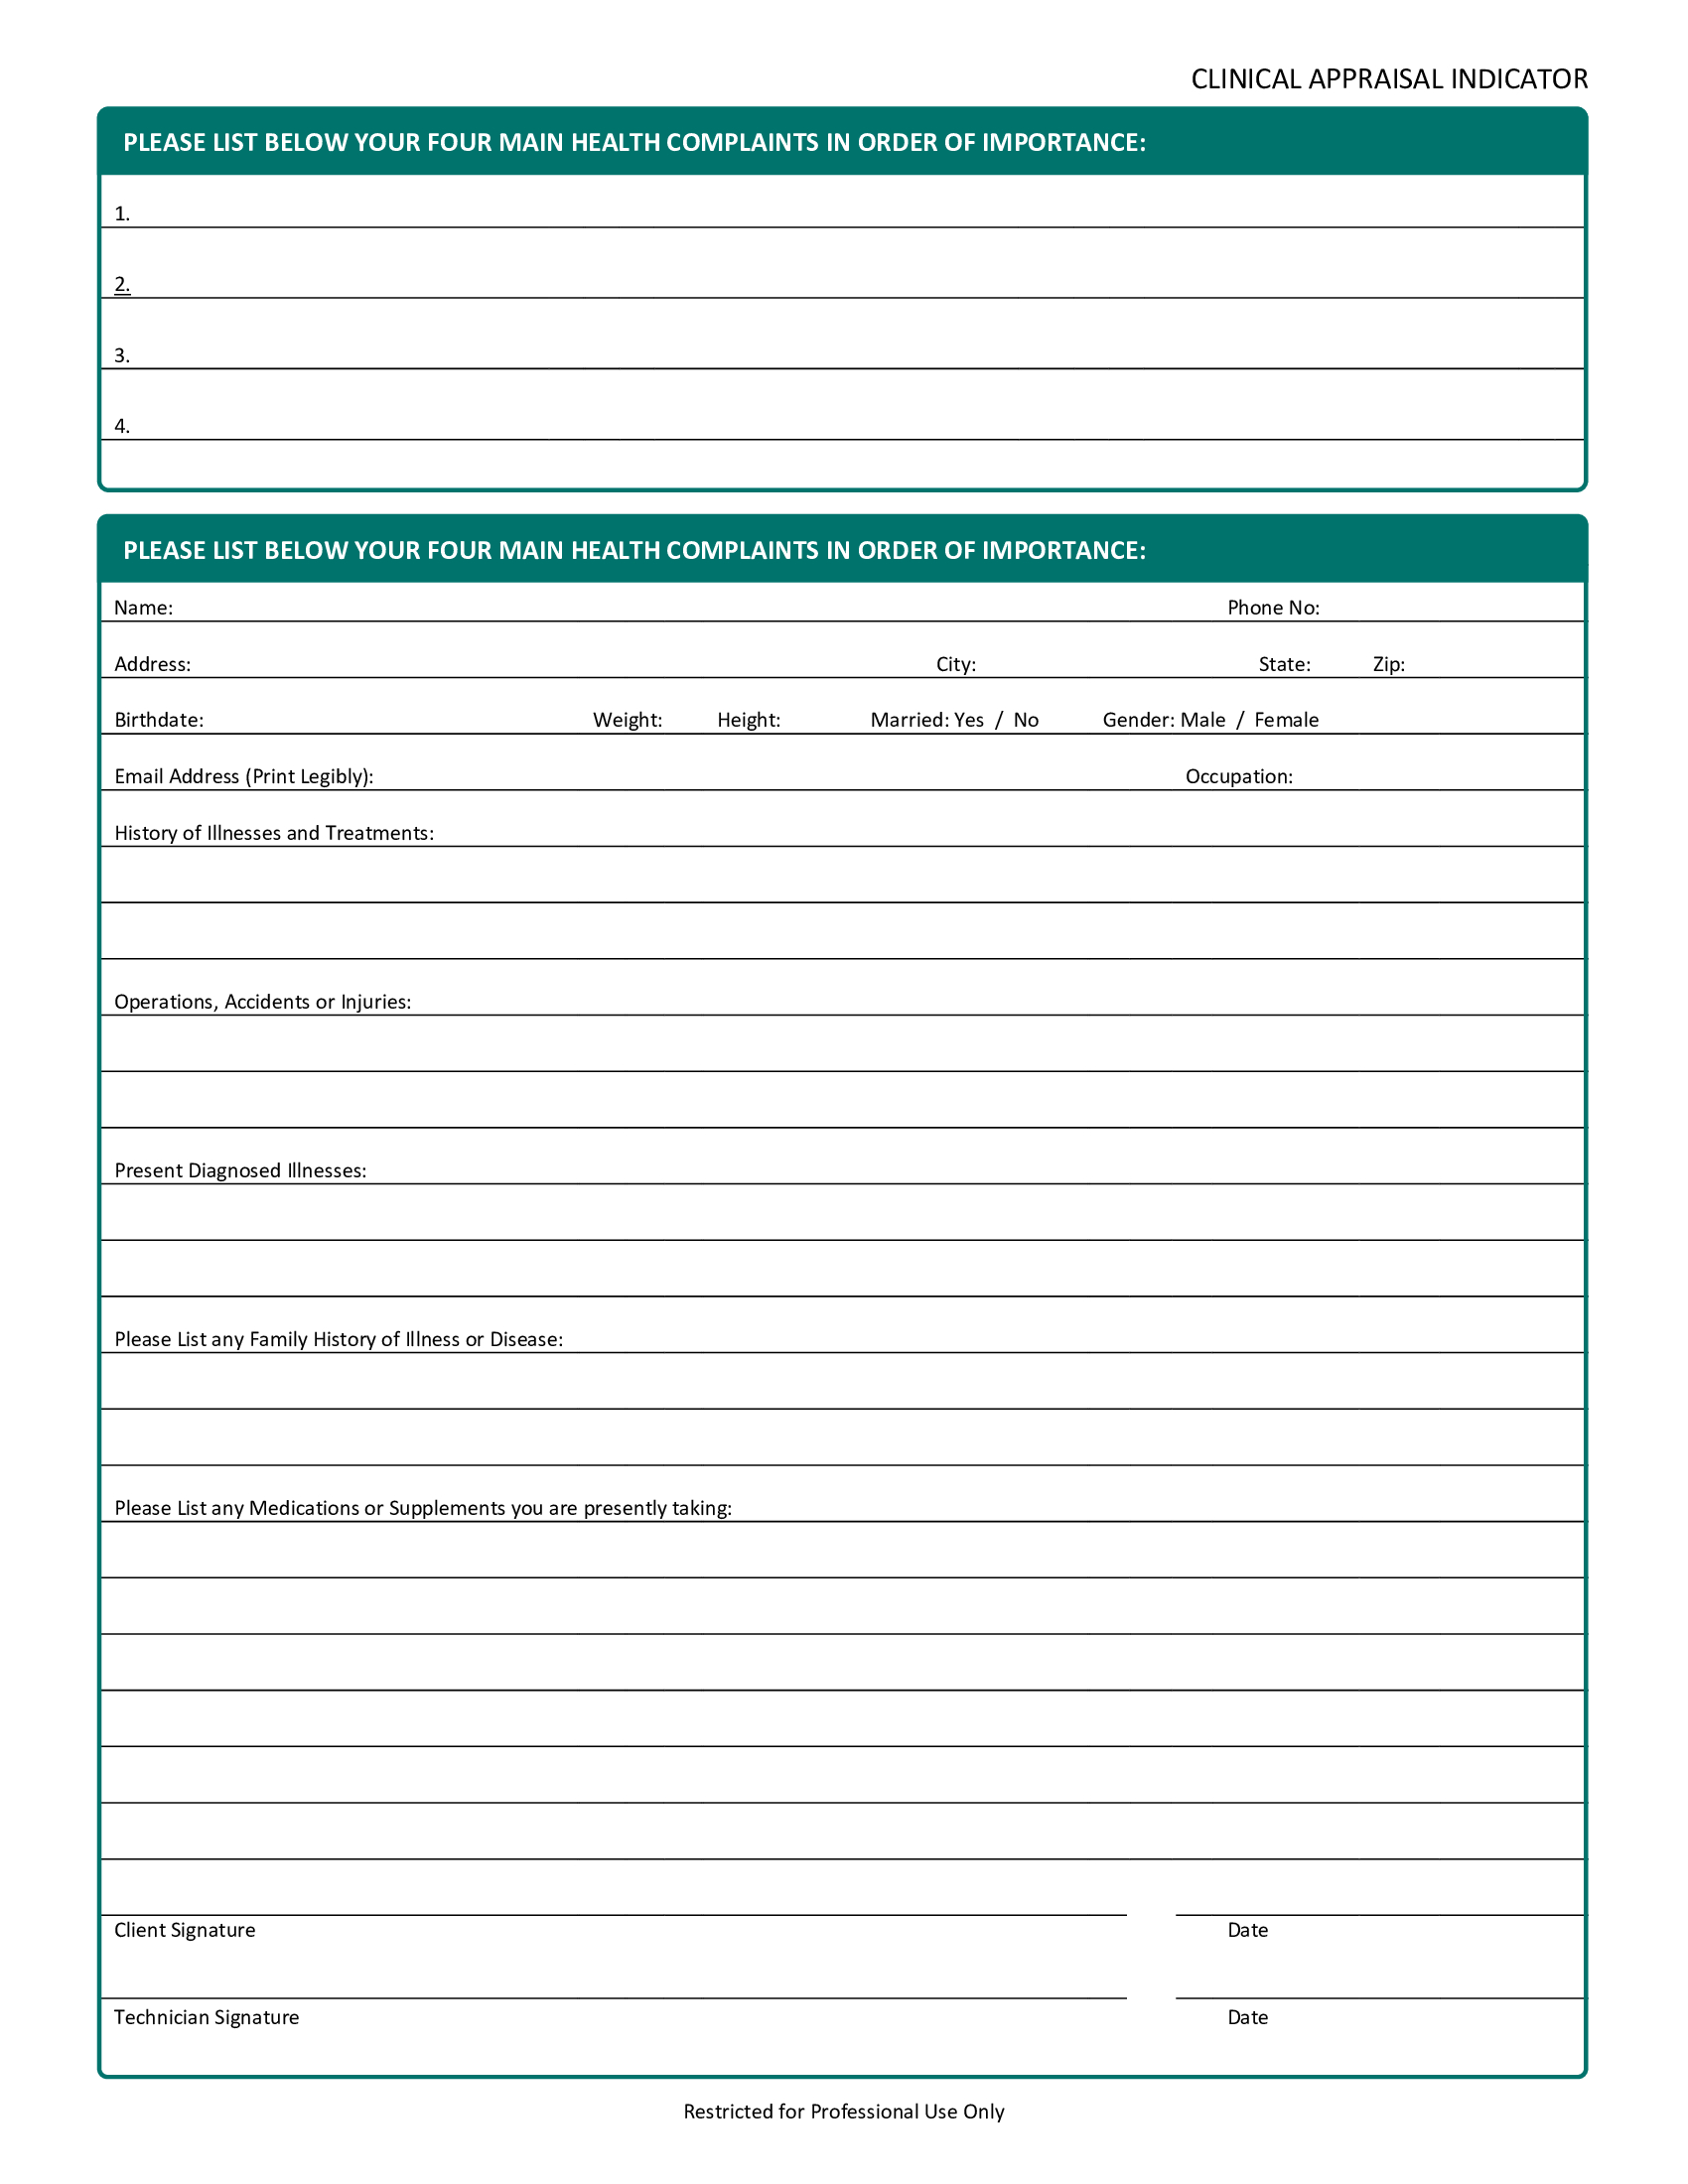 CLINICAL APPRAISAL INDICATOR
PLEASE LIST BELOW YOUR FOUR MAIN HEALTH COMPLAINTS IN ORDER OF IMPORTANCE:
1.
2.
3.
4.
PLEASE LIST BELOW YOUR FOUR MAIN HEALTH COMPLAINTS IN ORDER OF IMPORTANCE:
Name: Phone No:
Address: City: State: Zip:
Birthdate: Weight: Height: Married: Yes / No Gender: Male / Female
Email Address (Print Legibly): Occupation:
History of Illnesses and Treatments:
Operations, Accidents or Injuries:
Present Diagnosed Illnesses:
Please List any Family History of Illness or Disease:
Please List any Medications or Supplements you are presently taking:
Client Signature Date
Technician Signature Date
Restricted for Professional Use Only